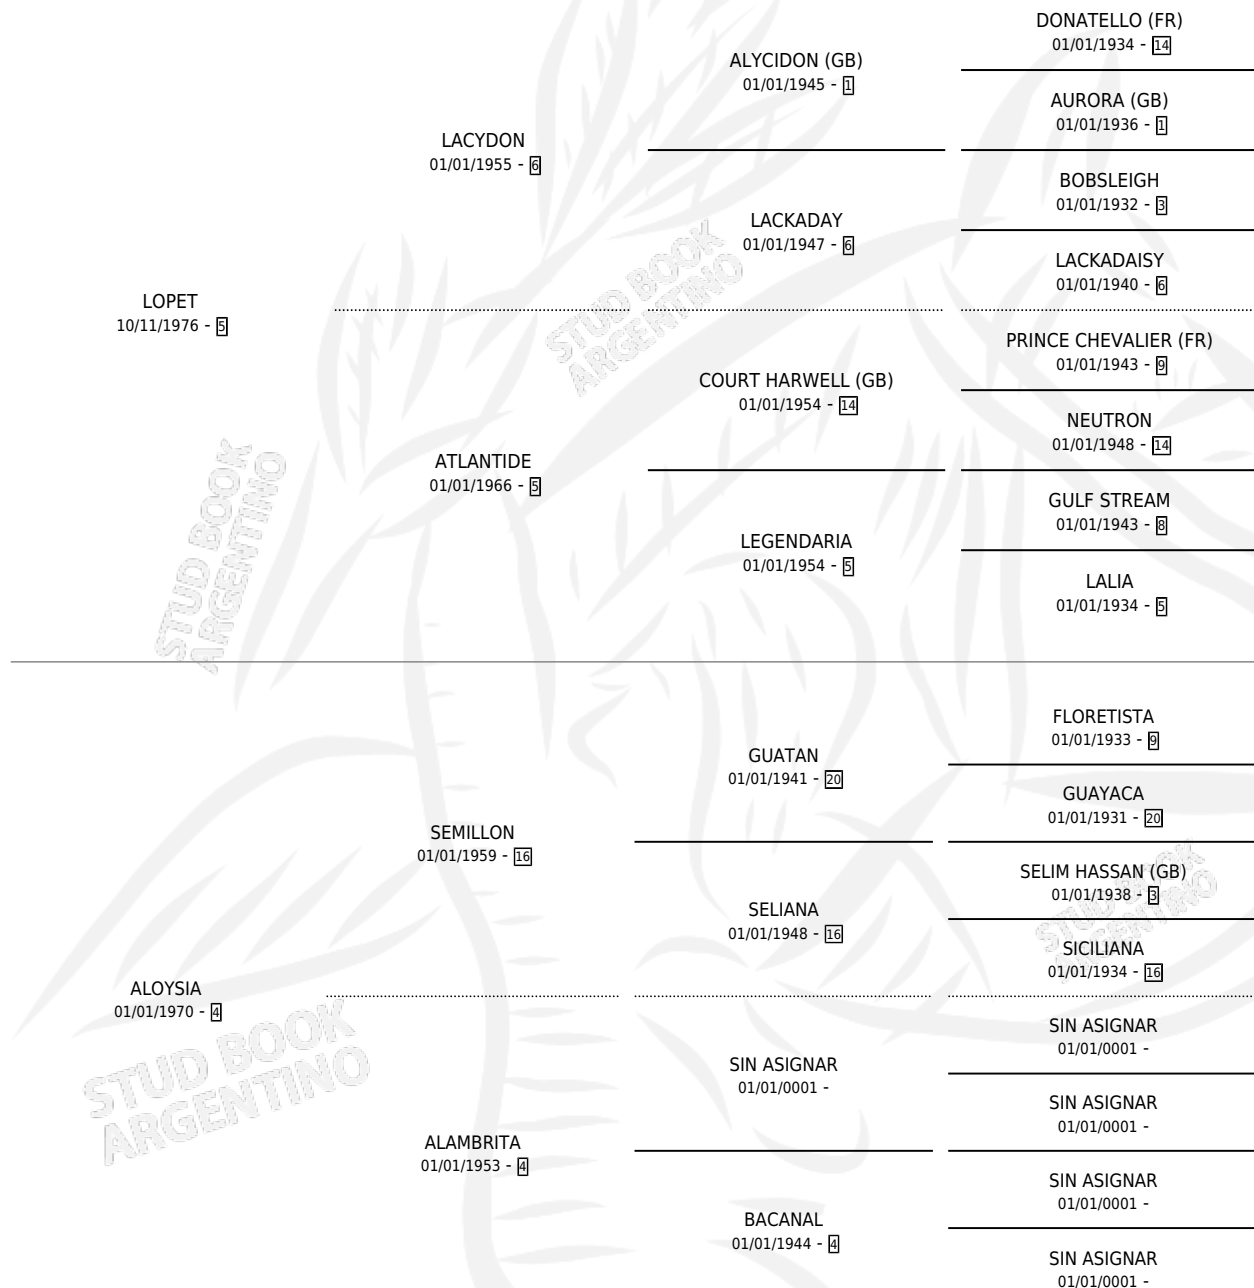 DONATELLO (FR)
01/01/1934 - 14
ALYCIDON (GB)
01/01/1945 - 1
AURORA (GB)
01/01/1936 - 1
LACYDON
01/01/1955 - 6
BOBSLEIGH
01/01/1932 - 3
LACKADAY
01/01/1947 - 6
LACKADAISY
01/01/1940 - 6
LOPET
10/11/1976 - 5
PRINCE CHEVALIER (FR)
01/01/1943 - 9
COURT HARWELL (GB)
01/01/1954 - 14
NEUTRON
01/01/1948 - 14
ATLANTIDE
01/01/1966 - 5
GULF STREAM
01/01/1943 - 8
LEGENDARIA
01/01/1954 - 5
LALIA
01/01/1934 - 5
STUD BOOK
ARGENTINO
STUD BOOK
ARGENTINO
FLORETISTA
01/01/1933 - 9
GUATAN
01/01/1941 - 20
GUAYACA
01/01/1931 - 20
SEMILLON
01/01/1959 - 16
SELIM HASSAN (GB)
01/01/1938 - 3
SELIANA
01/01/1948 - 16
SICILIANA
01/01/1934 - 16
STUD BOOK
ARGENTINO
ALOYSIA
01/01/1970 - 4
SIN ASIGNAR
01/01/0001 -
SIN ASIGNAR
01/01/0001 -
SIN ASIGNAR
01/01/0001 -
ALAMBRITA
01/01/1953 - 4
SIN ASIGNAR
01/01/0001 -
BACANAL
01/01/1944 - 4
SIN ASIGNAR
01/01/0001 -
STUD BOOK
ARGENTINO